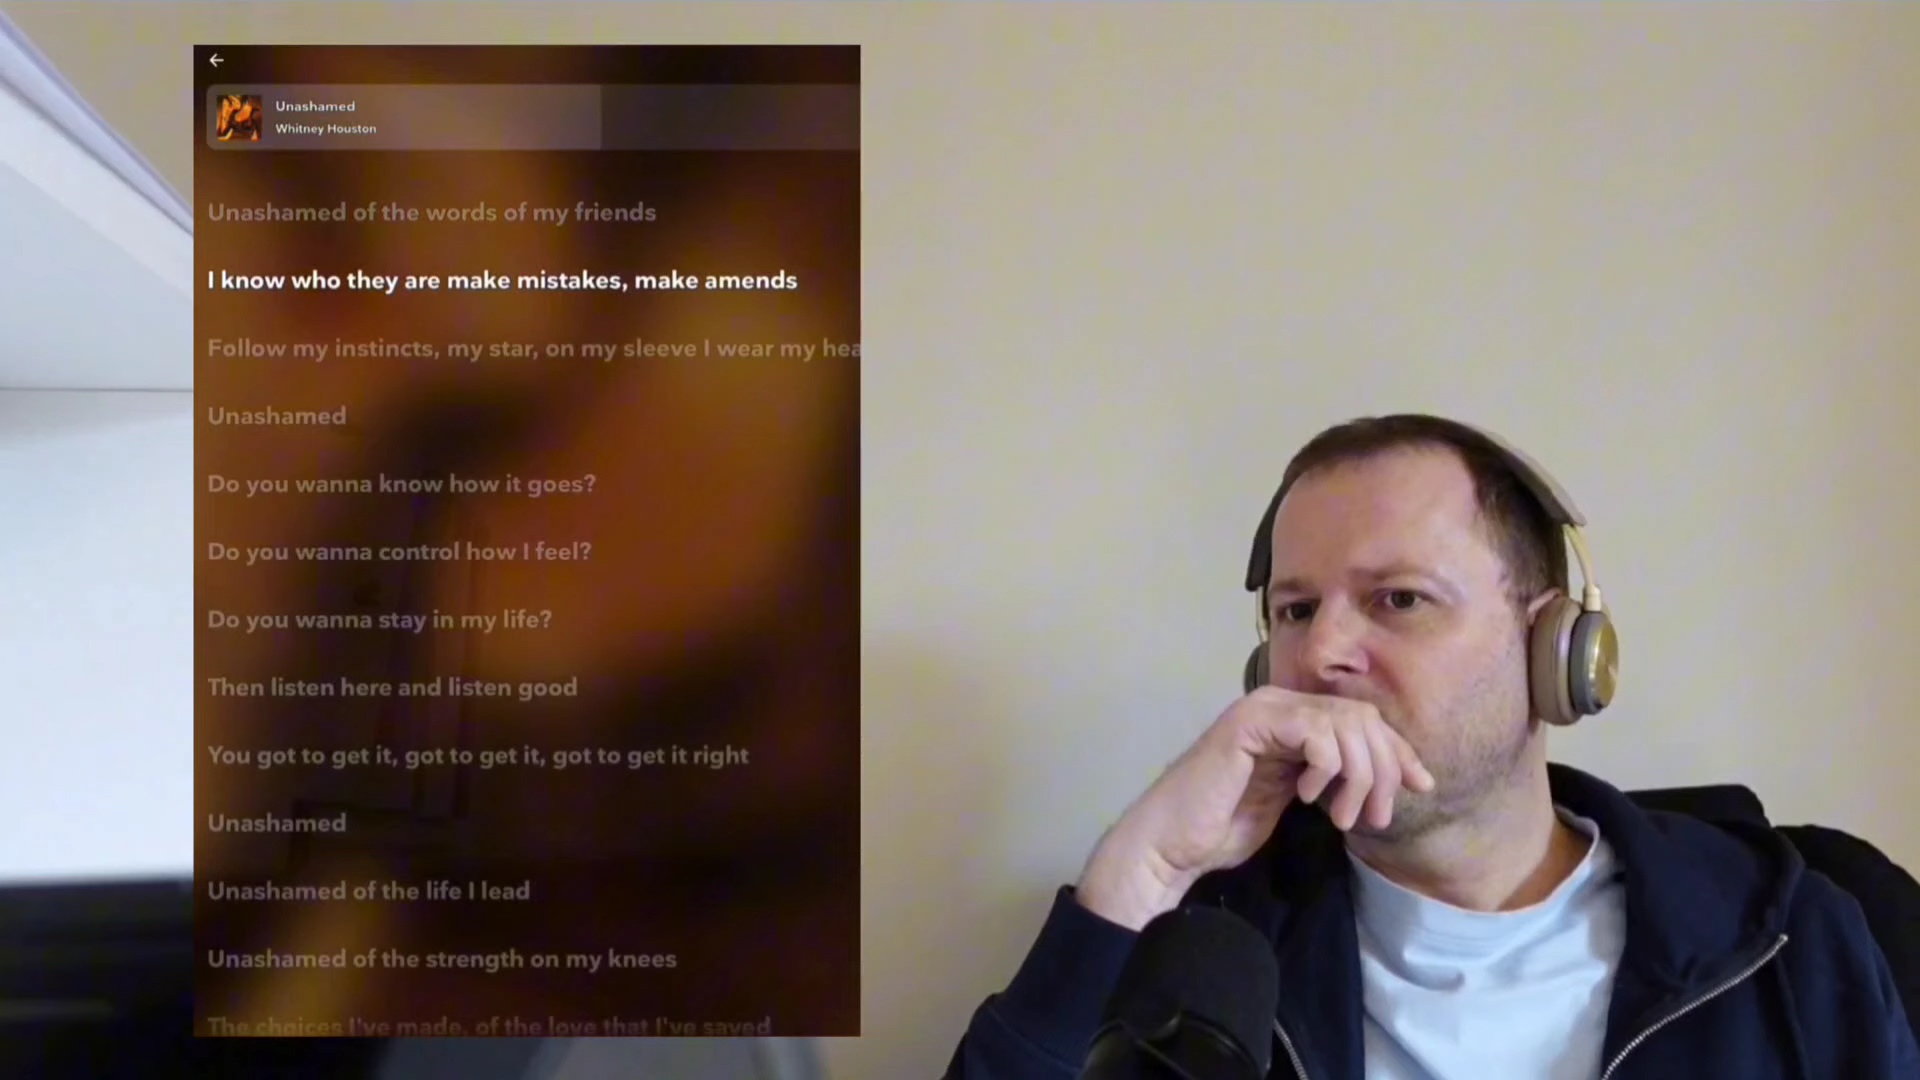 Unashamed
Whitney Houston
Unashamed of the words of my friends
I know who they are make mistakes, make amends
Follow my instincts, my star, on my sleeve I wear my hea
Unashamed
Do you wanna know how it goes?
Do you wanna control how I feel?
Do you wanna stay in my life?
Then listen here and listen good
You got to get it, got to get it, got to get it right
Unashamed
Unashamed of the life I lead
Unashamed of the strength on my knees
The choices I've made, of the love that I've saved